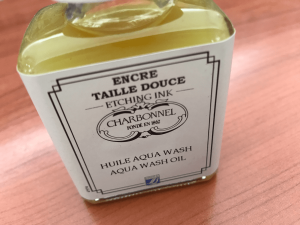 ENCRE
TAILLE DOUCE
ETCHING INK
CHARBONNEL
FONDÉ EN 1862
HUILE AQUA WASH
AQUA WASH OIL